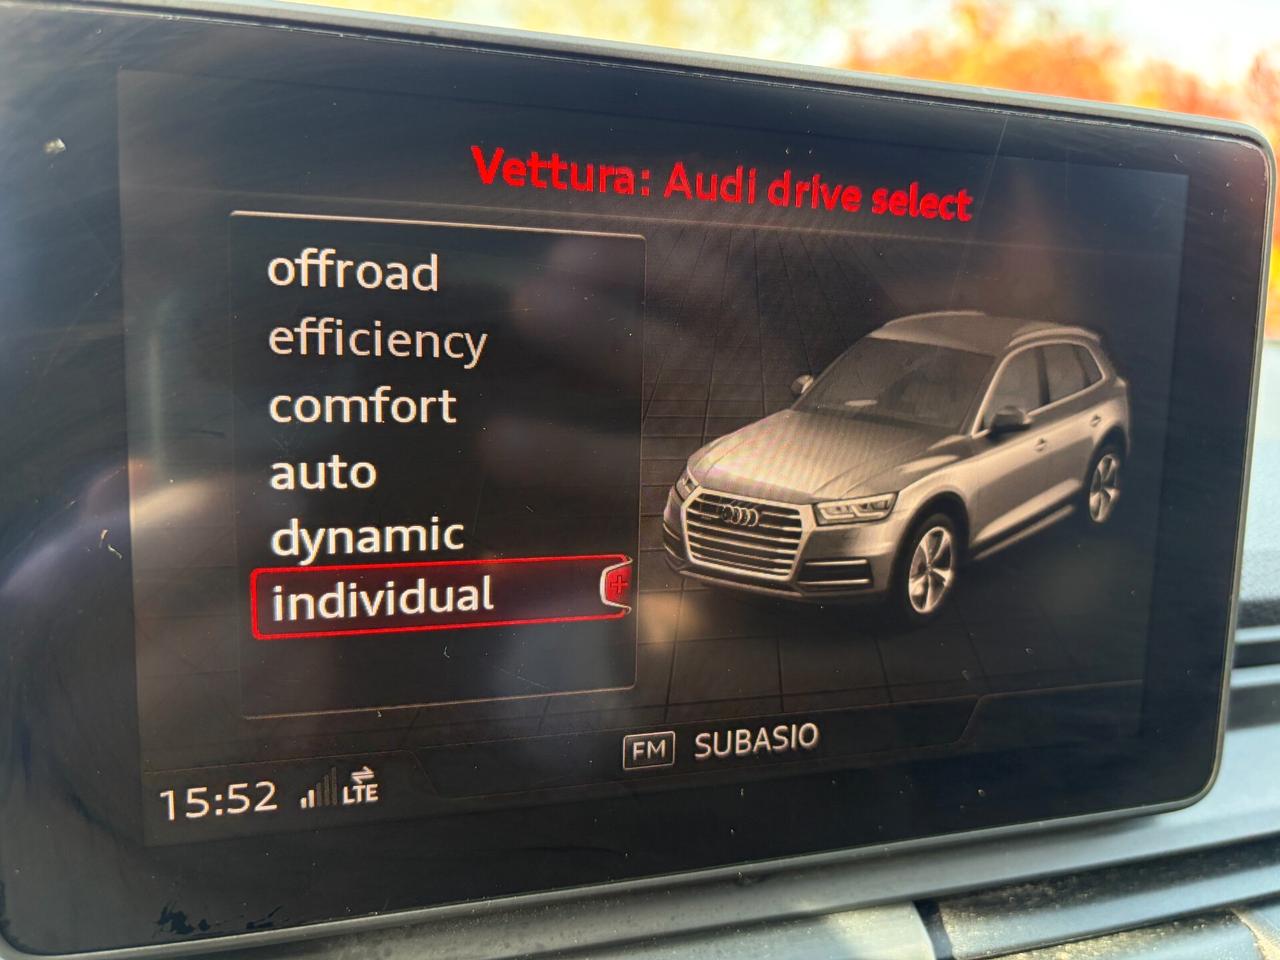 Vettura: Audi drive select
offroad
efficiency
comfort
auto
dynamic
individual
FM SUBASIO
15:52 LTE